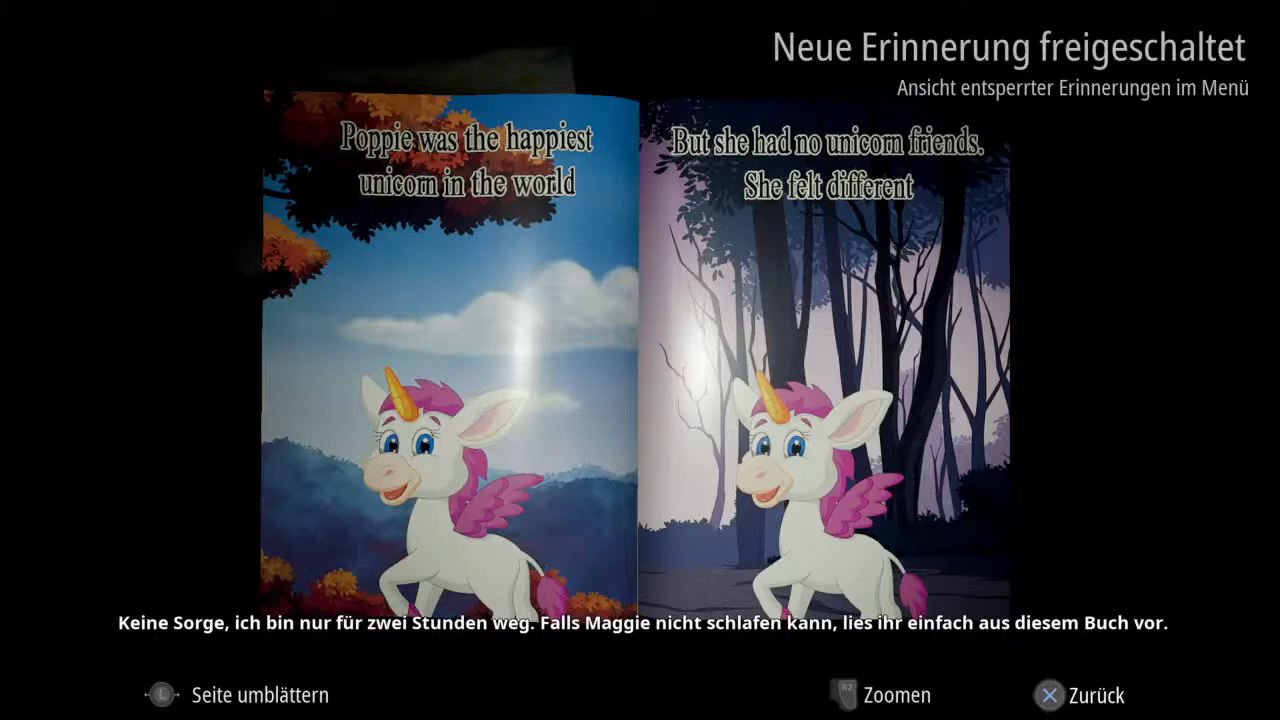 Neue Erinnerung freigeschaltet
Ansicht entsperrter Erinnerungen im Menü
Poppie was the happiest
unicorn in the world
But she had no unicorn friends.
She felt different
Keine Sorge, ich bin nur für zwei Stunden weg. Falls Maggie nicht schlafen kann, lies ihr einfach aus diesem Buch vor.
L Seite umblättern
R2 Zoomen
Zurück